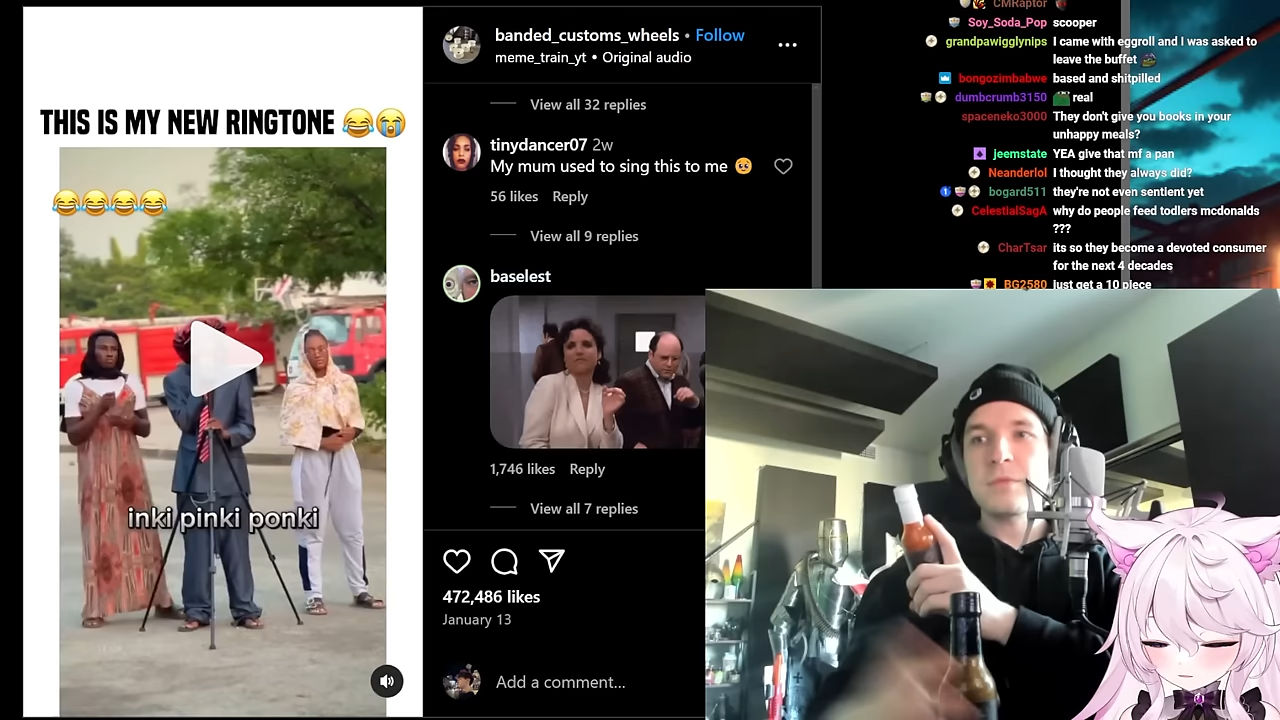 THIS IS MY NEW RINGTONE 😂😭
😂😂😂😂
inki pinki ponki
banded_customs_wheels • Follow
meme_train_yt • Original audio
View all 32 replies
tinydancer07 2w
My mum used to sing this to me 🥺
56 likes Reply
View all 9 replies
baselest
1,746 likes Reply
View all 7 replies
472,486 likes
January 13
Add a comment...
CMRaptor
Soy_Soda_Pop scooper
grandpawigglynips I came with eggroll and I was asked to
leave the buffet
bongozimbabwe based and shitpilled
dumbcrumb3150 real
spaceneko3000 They don't give you books in your
unhappy meals?
jeemstate YEA give that mf a pan
Neanderlol I thought they always did?
bogard511 they're not even sentient yet
CelestialSagA why do people feed todlers mcdonalds
???
CharTsar its so they become a devoted consumer
for the next 4 decades
BG2580 just get a 10 piece